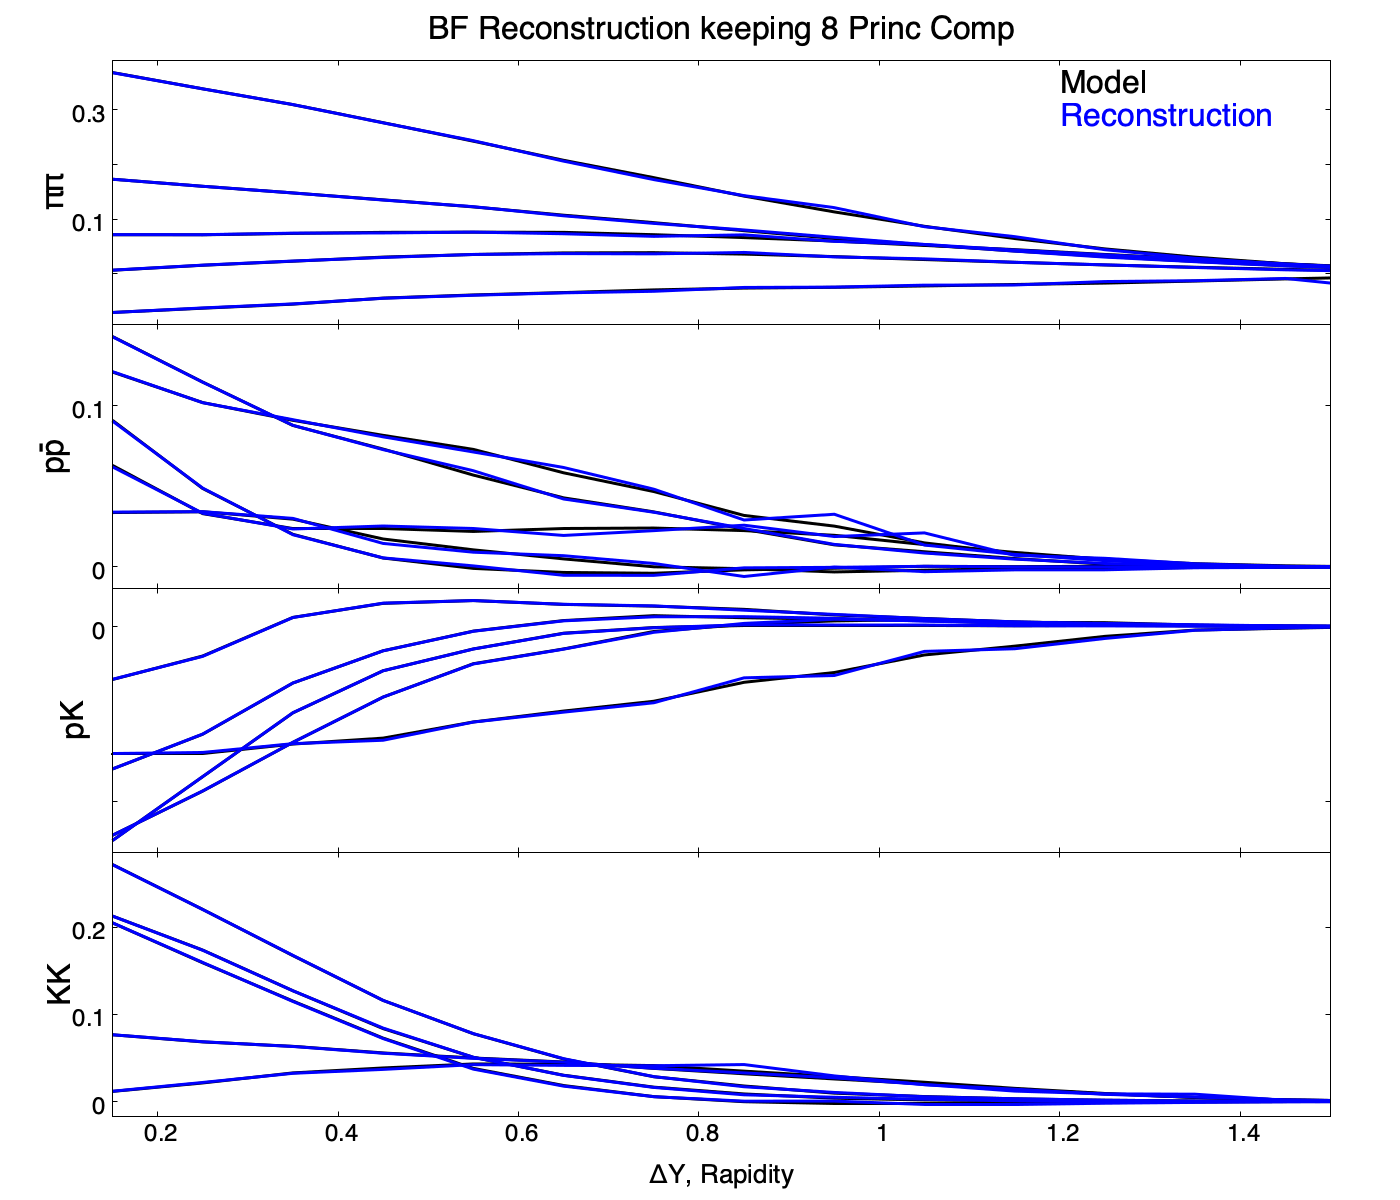 BF Reconstruction keeping 8 Princ Comp
Model
Reconstruction
0.3
0.1
π̄π
0.1
0
pp̄
0
pK
0.2
0.1
0
KK
0.2 0.4 0.6 0.8 1 1.2 1.4
ΔY, Rapidity